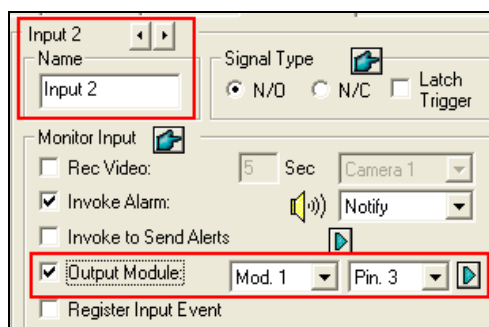 Input 2
Name
Input 2
Signal Type
N/O
N/C
Latch Trigger
Monitor Input
Rec Video:
5
Sec
Camera 1
Invoke Alarm:
Notify
Invoke to Send Alerts
Output Module:
Mod. 1
Pin. 3
Register Input Event